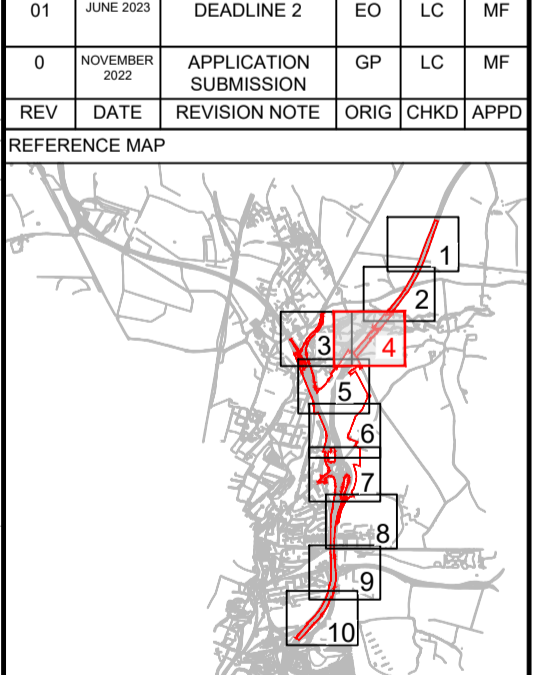 01 JUNE 2023 DEADLINE 2 EO LC MF
0 NOVEMBER 2022 APPLICATION SUBMISSION GP LC MF
REV DATE REVISION NOTE ORIG CHKD APPD
REFERENCE MAP
1
2
3
4
5
6
7
8
9
10